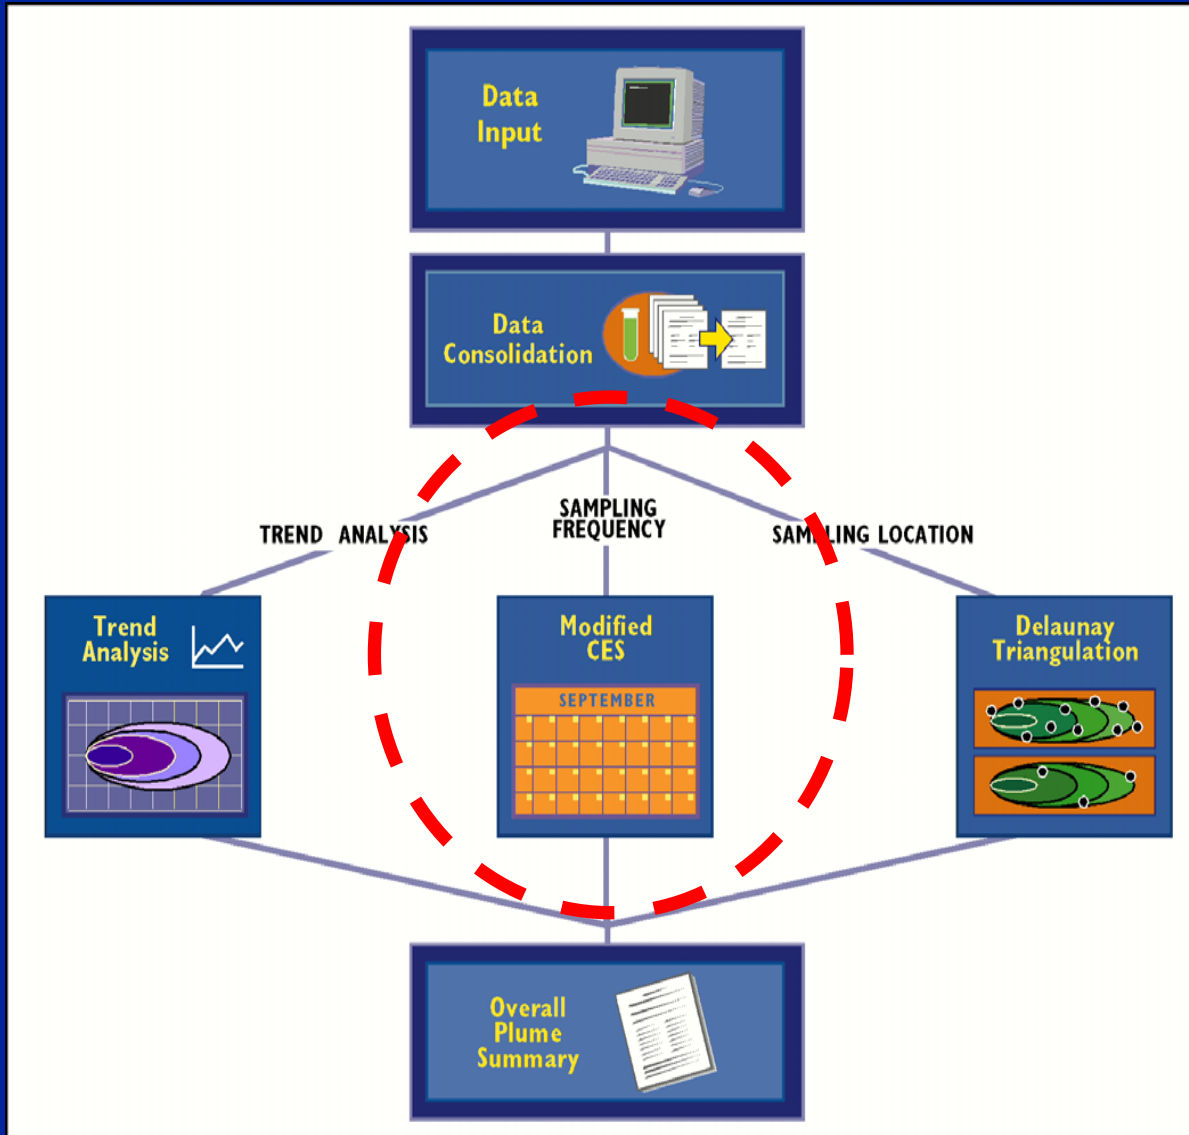 Data
Input
Data
Consolidation
TREND ANALYSIS
SAMPLING
FREQUENCY
SAMPLING LOCATION
Trend
Analysis
Modified
CES
SEPTEMBER
Delaunay
Triangulation
Overall
Plume
Summary